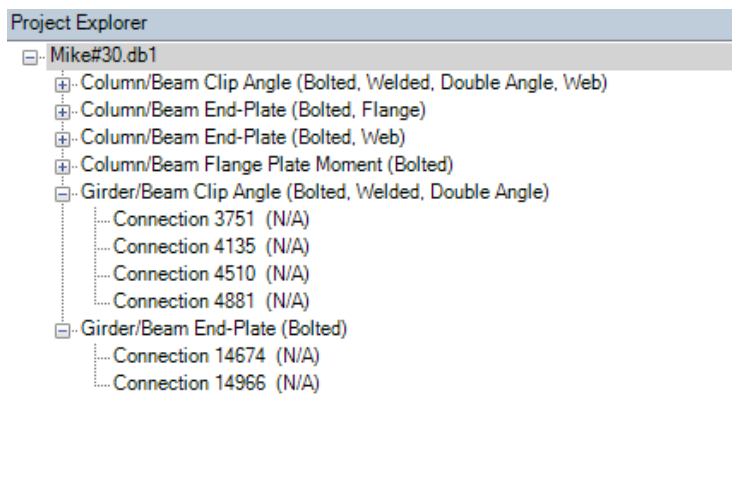 Project Explorer
Mike#30.db1
Column/Beam Clip Angle (Bolted, Welded, Double Angle, Web)
Column/Beam End-Plate (Bolted, Flange)
Column/Beam End-Plate (Bolted, Web)
Column/Beam Flange Plate Moment (Bolted)
Girder/Beam Clip Angle (Bolted, Welded, Double Angle)
Connection 3751 (N/A)
Connection 4135 (N/A)
Connection 4510 (N/A)
Connection 4881 (N/A)
Girder/Beam End-Plate (Bolted)
Connection 14674 (N/A)
Connection 14966 (N/A)